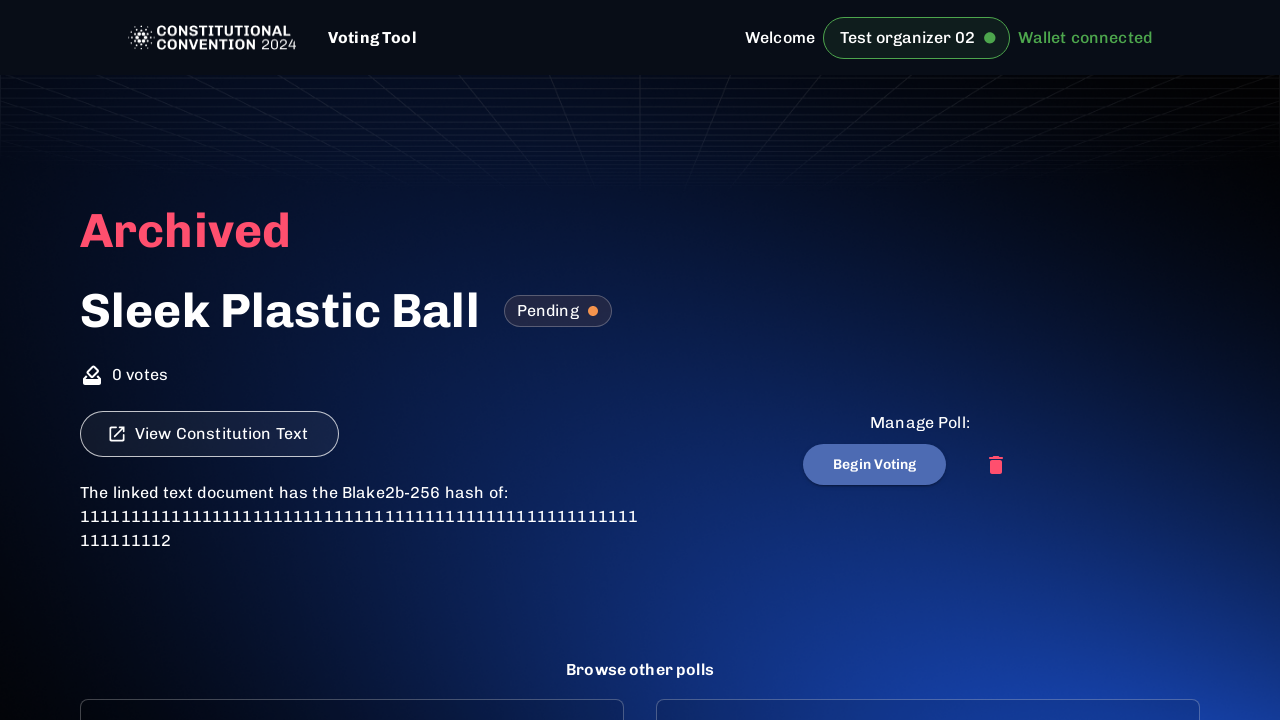 CONSTITUTIONAL
CONVENTION 2024
Voting Tool
Welcome
Test organizer 02
Wallet connected
Archived
Sleek Plastic Ball
Pending
0 votes
View Constitution Text
Manage Poll:
Begin Voting
The linked text document has the Blake2b-256 hash of:
1111111111111111111111111111111111111111111111111111111
111111112
Browse other polls